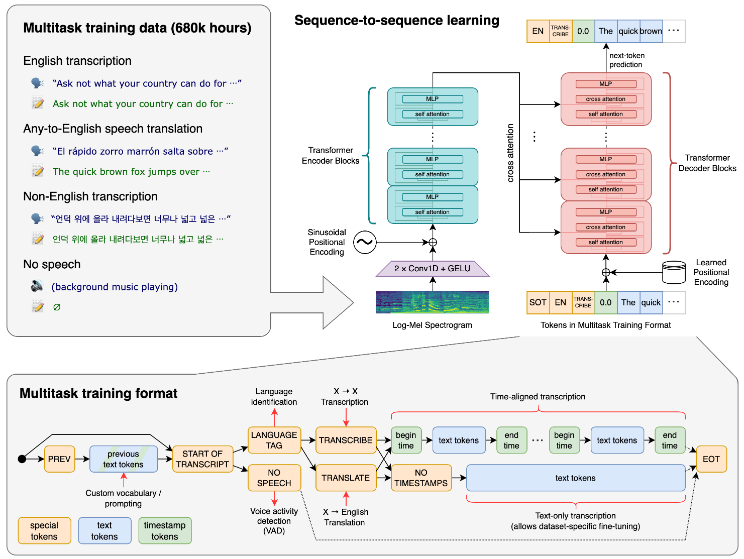 Multitask training data (680k hours)
English transcription
“Ask not what your country can do for ⋯”
Ask not what your country can do for ⋯
Any-to-English speech translation
“El rápido zorro marrón salta sobre ⋯”
The quick brown fox jumps over ⋯
Non-English transcription
“언덕 위에 올라 내려다보면 너무나 넓고 넓은 ⋯”
언덕 위에 올라 내려다보면 너무나 넓고 넓은 ⋯
No speech
(background music playing)
∅
Sequence-to-sequence learning
EN
TRANS-
CRIBE
0.0
The
quick
brown
⋯
next-token
prediction
MLP
self attention
MLP
self attention
MLP
self attention
Transformer
Encoder Blocks
⋯
cross attention
MLP
cross attention
self attention
MLP
cross attention
self attention
MLP
cross attention
self attention
Transformer
Decoder Blocks
Sinusoidal
Positional
Encoding
2 × Conv1D + GELU
Log-Mel Spectrogram
Learned
Positional
Encoding
SOT
EN
TRANS-
CRIBE
0.0
The
quick
⋯
Tokens in Multitask Training Format
Multitask training format
Language
identification
X → X
Transcription
Time-aligned transcription
PREV
previous
text tokens
START OF
TRANSCRIPT
LANGUAGE
TAG
NO
SPEECH
TRANSCRIBE
TRANSLATE
begin
time
text tokens
end
time
⋯
begin
time
text tokens
end
time
NO
TIMESTAMPS
text tokens
EOT
Custom vocabulary /
prompting
Voice activity
detection
(VAD)
X → English
Translation
Text-only transcription
(allows dataset-specific fine-tuning)
special
tokens
text
tokens
timestamp
tokens